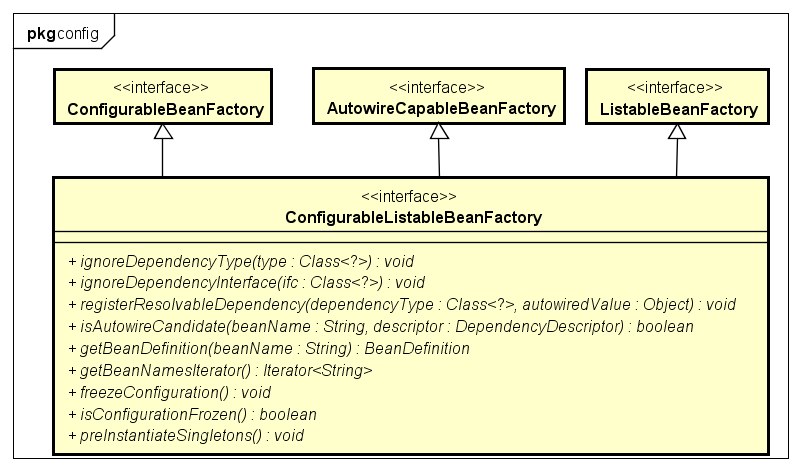 pkg config
<<interface>>
ConfigurableBeanFactory
<<interface>>
AutowireCapableBeanFactory
<<interface>>
ListableBeanFactory
<<interface>>
ConfigurableListableBeanFactory
+ ignoreDependencyType(type : Class<?>) : void
+ ignoreDependencyInterface(ifc : Class<?>) : void
+ registerResolvableDependency(dependencyType : Class<?>, autowiredValue : Object) : void
+ isAutowireCandidate(beanName : String, descriptor : DependencyDescriptor) : boolean
+ getBeanDefinition(beanName : String) : BeanDefinition
+ getBeanNamesIterator() : Iterator<String>
+ freezeConfiguration() : void
+ isConfigurationFrozen() : boolean
+ preInstantiateSingletons() : void